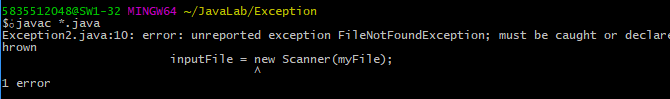 5835512048@SW1-32 MINGW64 ~/JavaLab/Exception
$ javac *.java
Exception2.java:10: error: unreported exception FileNotFoundException; must be caught or declare
hrown
inputFile = new Scanner(myFile);
^
1 error